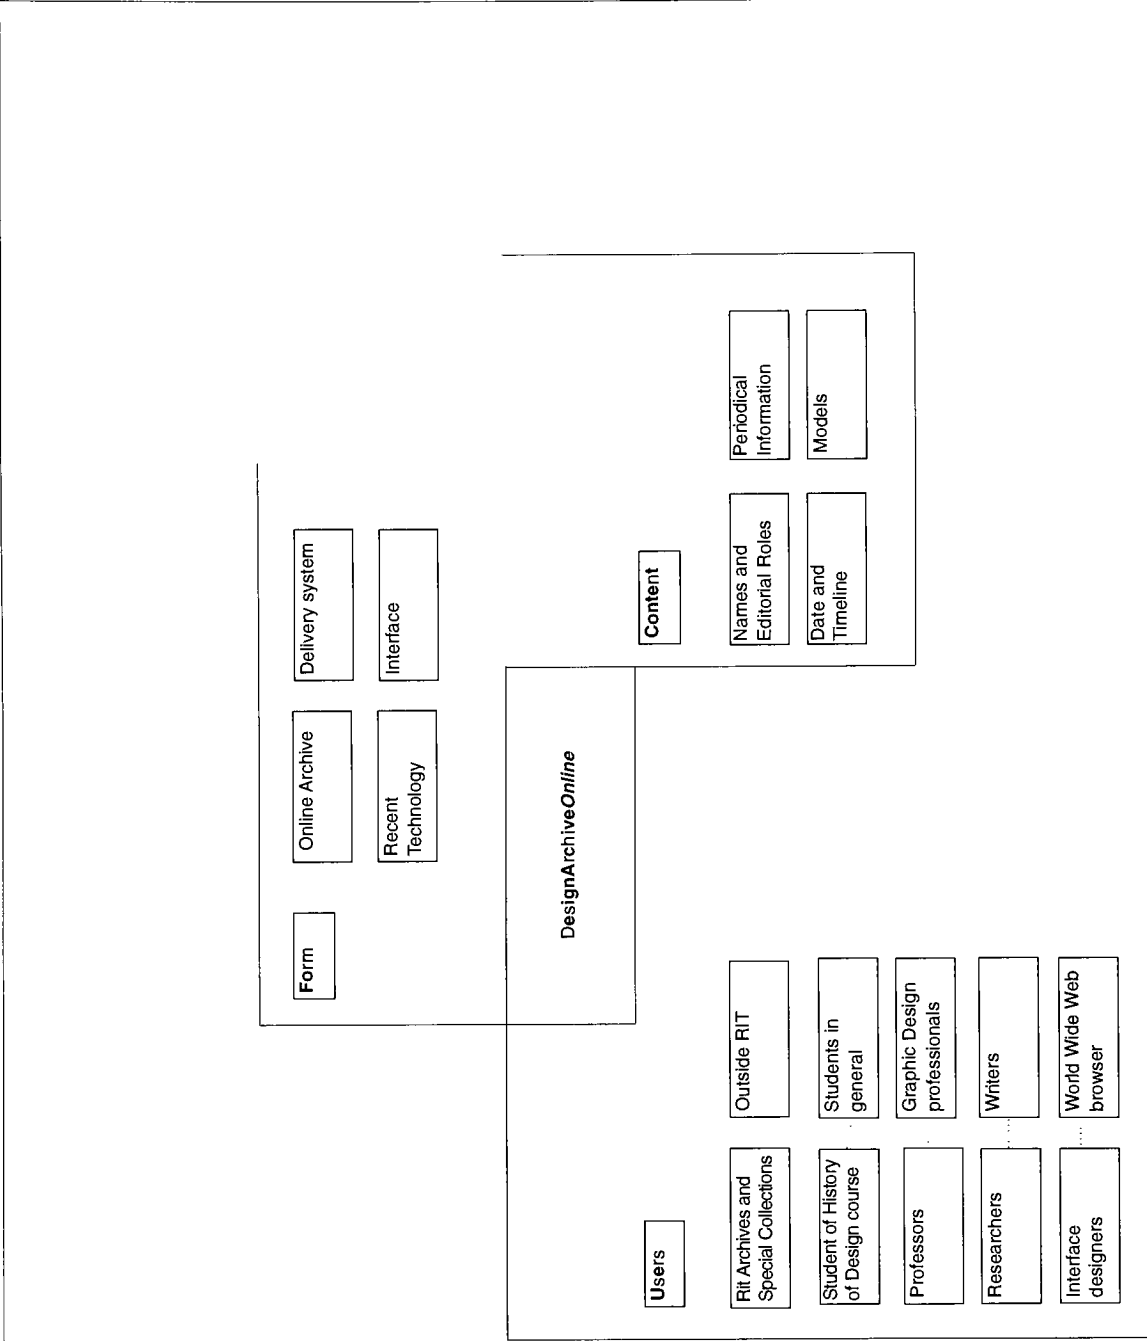 Form
Online Archive
Delivery system
Recent
Technology
Interface
DesignArchiveOnline
Users
Rit Archives and
Special Collections
Outside RIT
Student of History
of Design course
Students in
general
Professors
Graphic Design
professionals
Researchers
Writers
Interface
designers
World Wide Web
browser
Content
Names and
Editorial Roles
Periodical
Information
Date and
Timeline
Models